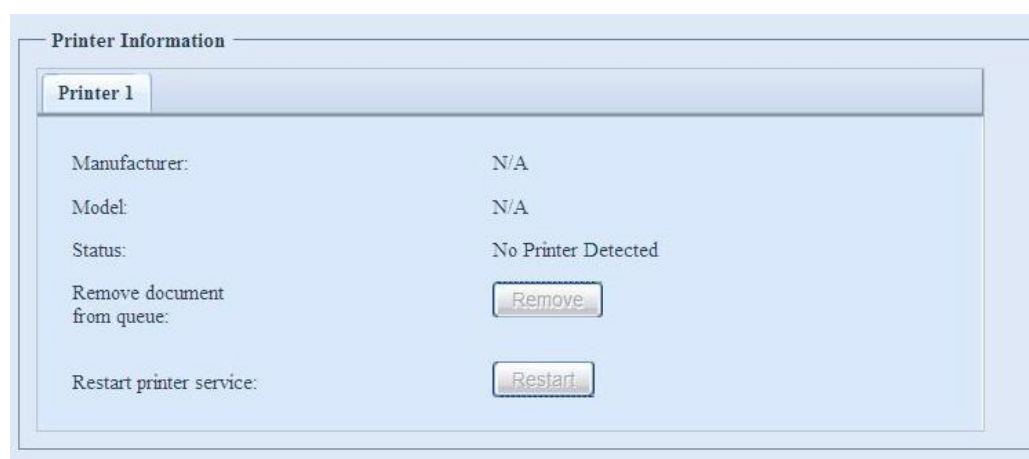 Printer Information
Printer 1
Manufacturer: N/A
Model: N/A
Status: No Printer Detected
Remove document
from queue: Remove
Restart printer service: Restart